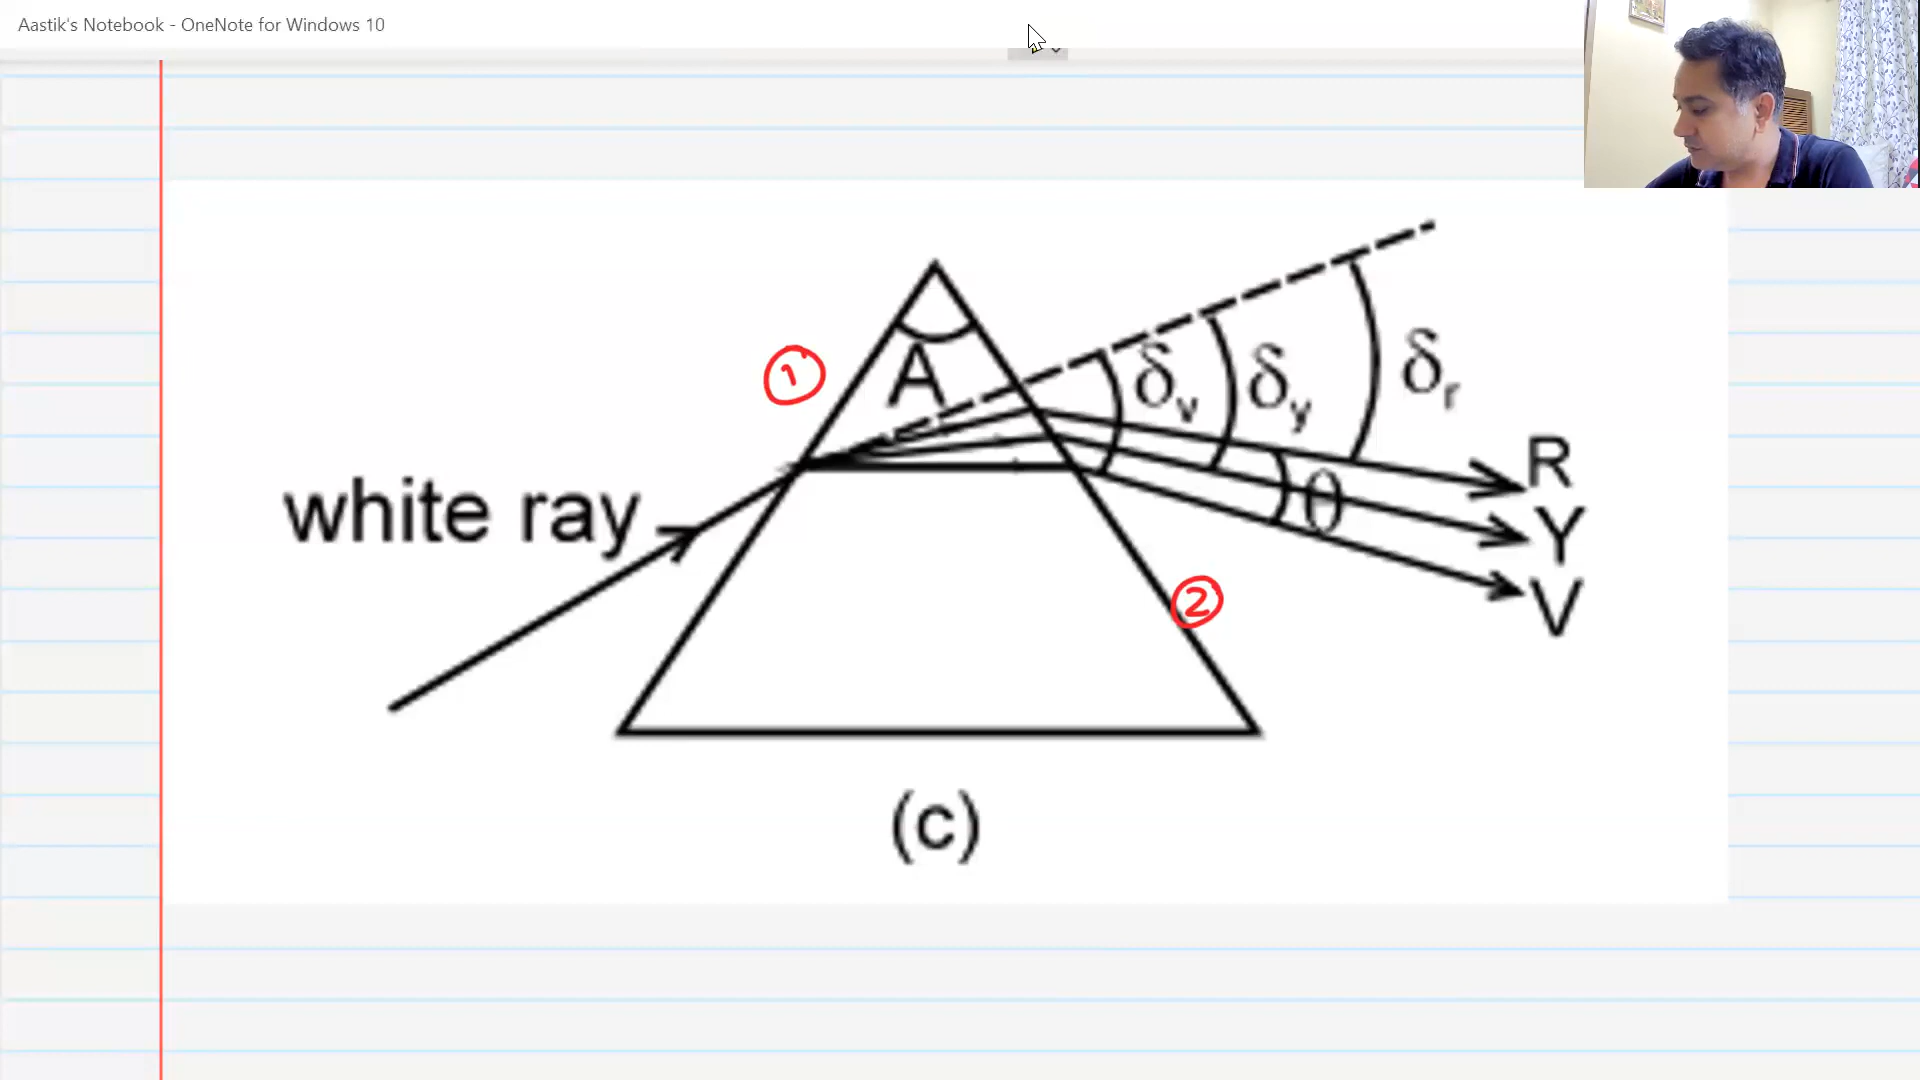 Aastik's Notebook - OneNote for Windows 10
A
1
δv
δy
δr
white ray
θ
R
Y
V
2
(c)